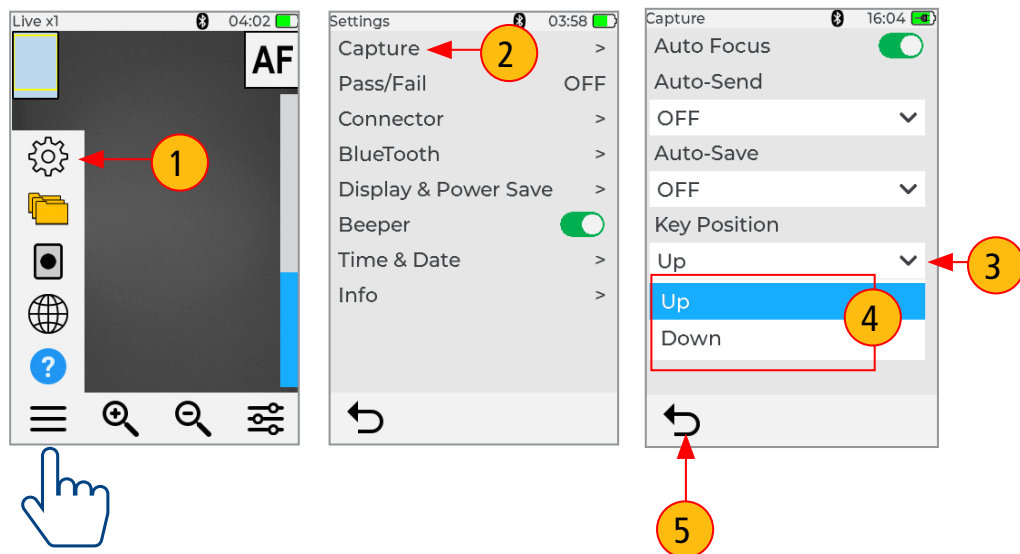 Live x1 04:02
AF
1
?
Settings 03:58
Capture >
2
Pass/Fail OFF
Connector >
BlueTooth >
Display & Power Save >
Beeper
Time & Date >
Info >
Capture 16:04
Auto Focus
Auto-Send
OFF
Auto-Save
OFF
Key Position
Up
3
Up
4
Down
5